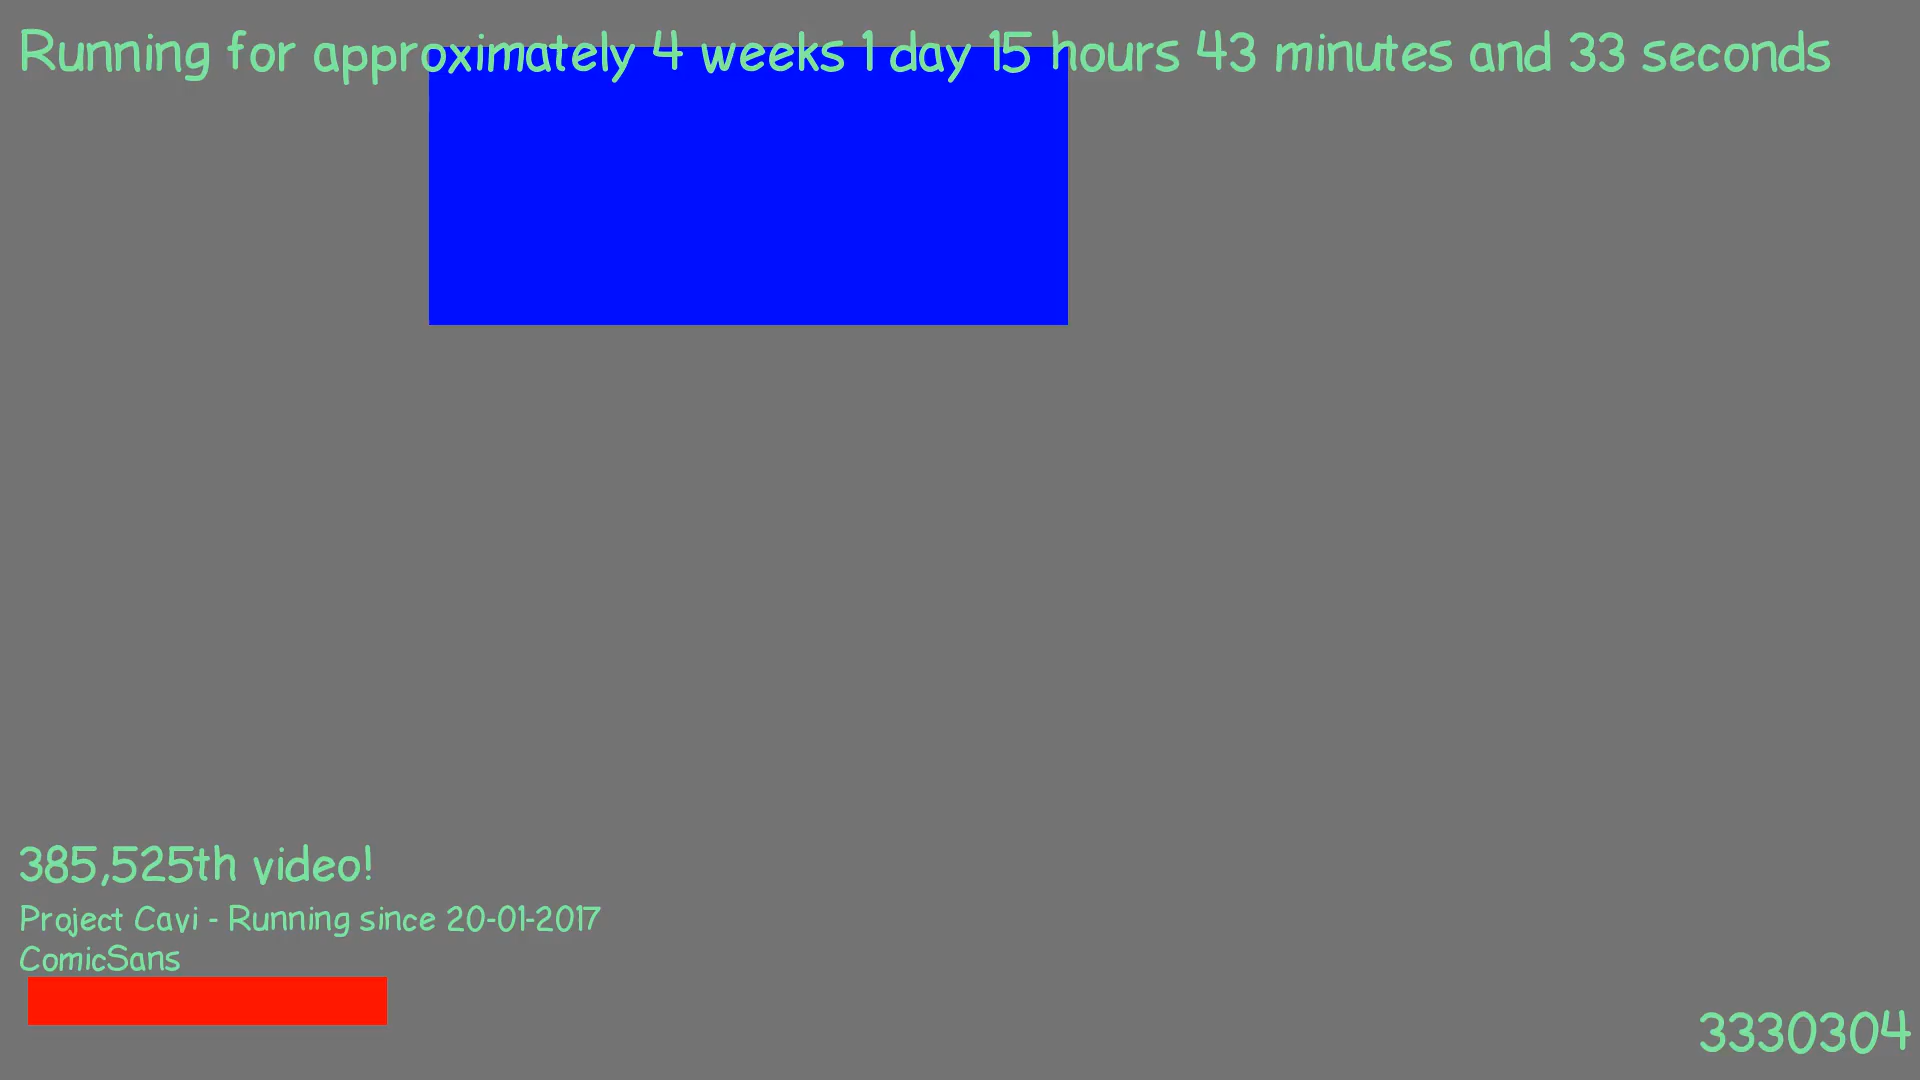 Running for approximately 4 weeks 1 day 15 hours 43 minutes and 33 seconds
385,525th video!
Project Cavi - Running since 20-01-2017
ComicSans
3330304